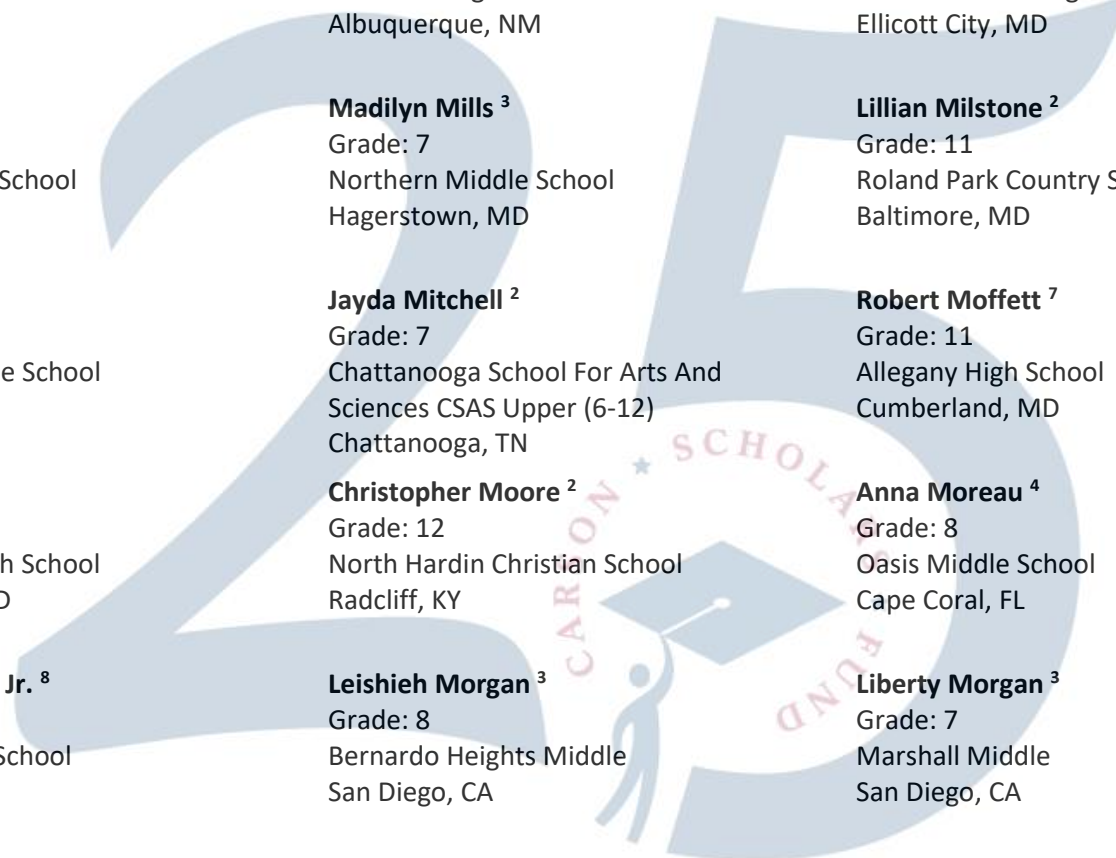 Albuquerque, NM
Ellicott City, MD
Madilyn Mills ³
Lillian Milstone ²
Grade: 7
Grade: 11
School
Northern Middle School
Roland Park Country
Hagerstown, MD
Baltimore, MD
Jayda Mitchell ²
Robert Moffett ⁷
Grade: 7
Grade: 11
School
Chattanooga School For Arts And
Allegany High School
Sciences CSAS Upper (6-12)
Cumberland, MD
Chattanooga, TN
Christopher Moore ²
Anna Moreau ⁴
Grade: 12
Grade: 8
School
North Hardin Christian School
Oasis Middle School
Radcliff, KY
Cape Coral, FL
Jr. ⁸
Leishieh Morgan ³
Liberty Morgan ³
Grade: 8
Grade: 7
School
Bernardo Heights Middle
Marshall Middle
San Diego, CA
San Diego, CA
25
CARSON ★ SCHOLARS FUND